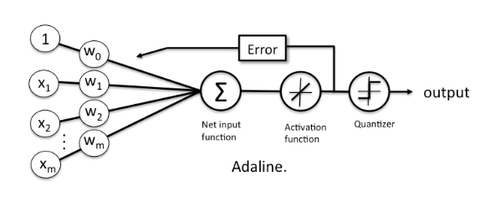 1
w0
Error
x1
w1
Σ
output
x2
w2
Net input
function
Activation
function
Quantizer
⋮
wm
xm
Adaline.